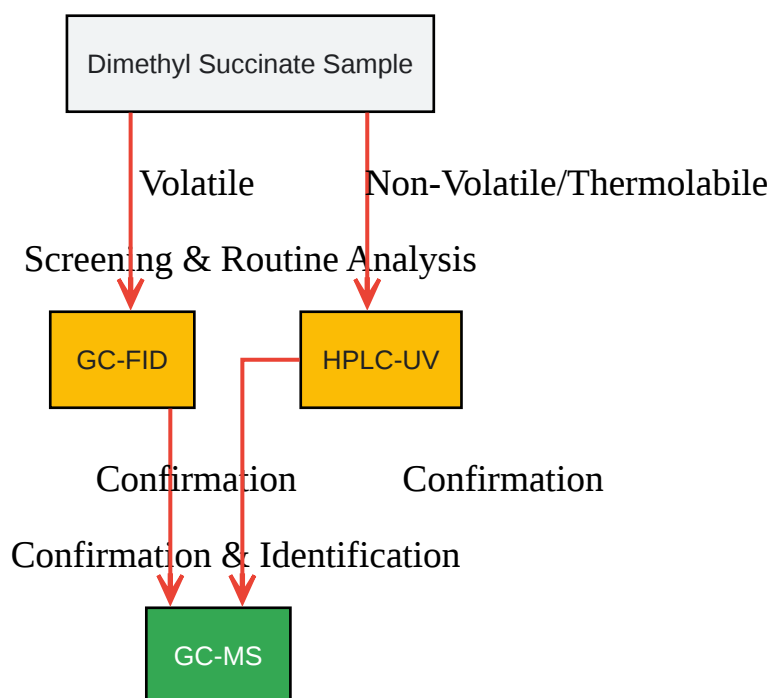 Dimethyl Succinate Sample
Volatile
Non-Volatile/Thermolabile
Screening & Routine Analysis
GC-FID
HPLC-UV
Confirmation
Confirmation
Confirmation & Identification
GC-MS